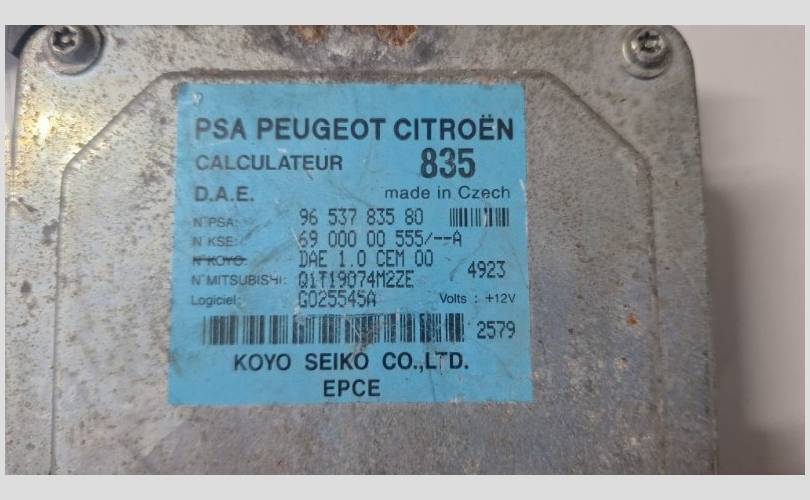 PSA PEUGEOT CITROËN
CALCULATEUR 835
D.A.E. made in Czech
N°PSA: 96 537 835 80
N°KSE: 69 000 00 555/--A
N°KOYO: DAE 1.0 CEM 00
N°MITSUBISHI: Q1T19074M2ZE 4923
Logiciel: G025545A Volts : +12V
2579
KOYO SEIKO CO.,LTD.
EPCE